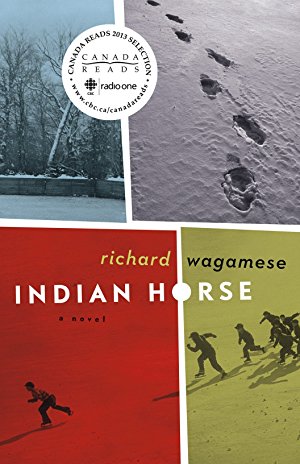 CANADA READS 2013 SELECTION
CANADA
READS
CBC radio one
www.cbc.ca/canadareads
richard wagamese
INDIAN HORSE
a novel